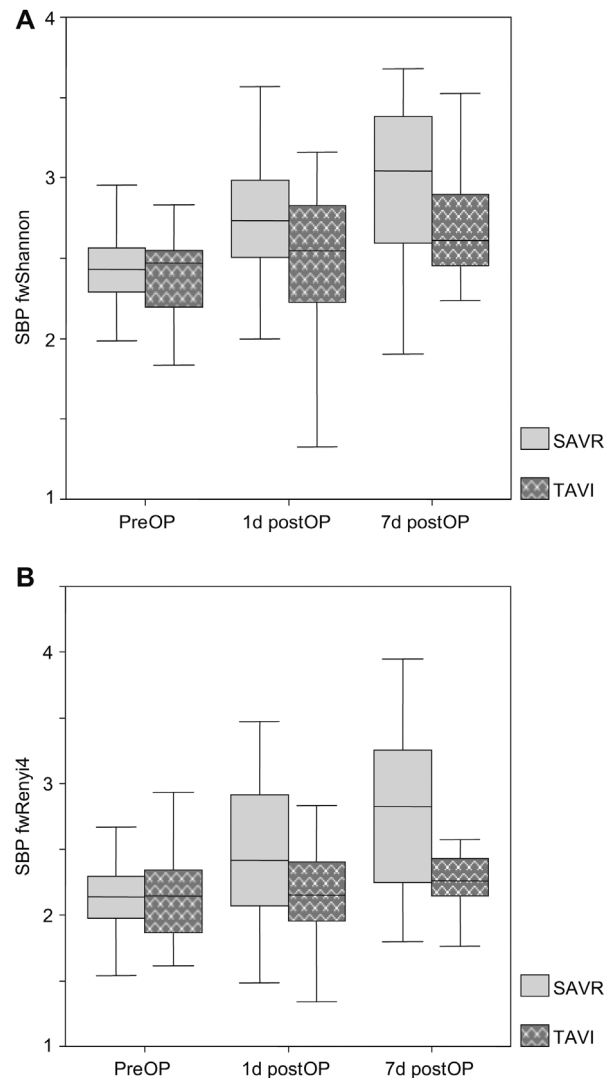 A
4
3
2
1
SBP fwShannon
PreOP 1d postOP 7d postOP
SAVR
TAVI
B
4
3
2
1
SBP fwRenyi4
PreOP 1d postOP 7d postOP
SAVR
TAVI